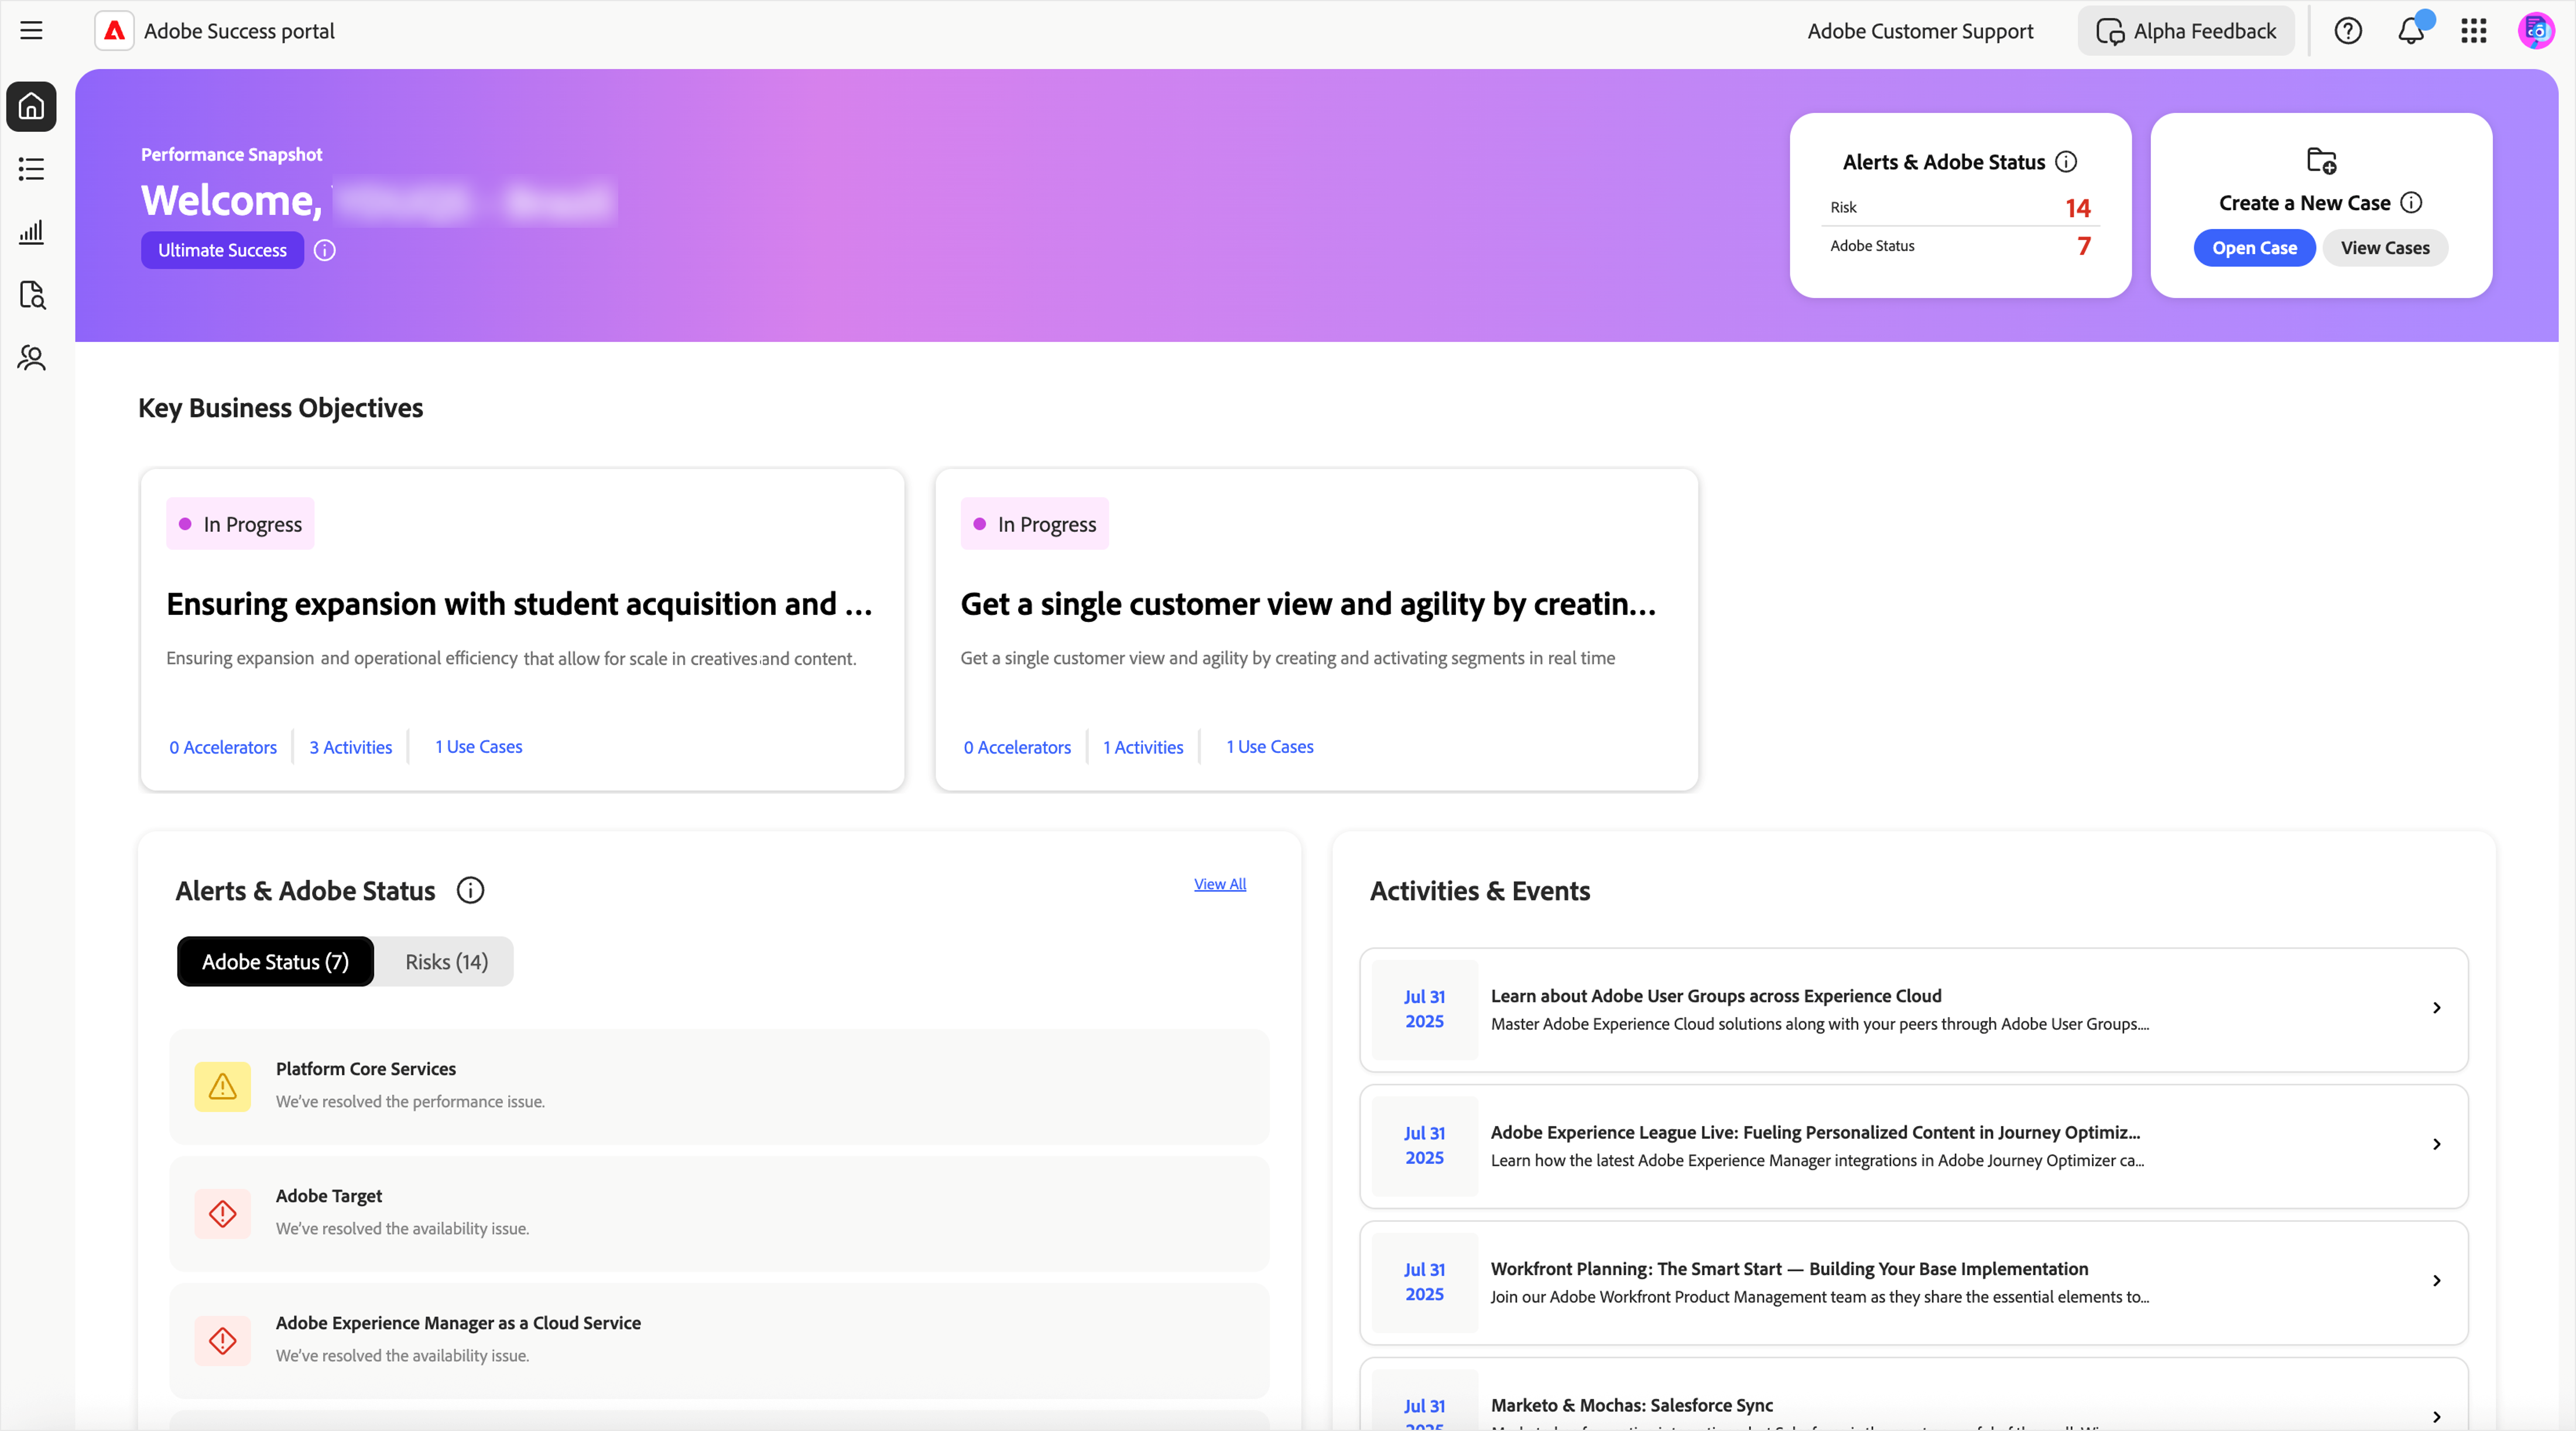 Adobe Success portal
Adobe Customer Support
Alpha Feedback
Performance Snapshot
Welcome,
Ultimate Success
Alerts & Adobe Status
Risk 14
Adobe Status 7
Create a New Case
Open Case
View Cases
Key Business Objectives
In Progress
Ensuring expansion with student acquisition and ...
Ensuring expansion and operational efficiency that allow for scale in creatives and content.
0 Accelerators
3 Activities
1 Use Cases
In Progress
Get a single customer view and agility by creatin...
Get a single customer view and agility by creating and activating segments in real time
0 Accelerators
1 Activities
1 Use Cases
Alerts & Adobe Status
View All
Adobe Status (7)
Risks (14)
Platform Core Services
We've resolved the performance issue.
Adobe Target
We've resolved the availability issue.
Adobe Experience Manager as a Cloud Service
We've resolved the availability issue.
Activities & Events
Jul 31
2025
Learn about Adobe User Groups across Experience Cloud
Master Adobe Experience Cloud solutions along with your peers through Adobe User Groups....
Jul 31
2025
Adobe Experience League Live: Fueling Personalized Content in Journey Optimiz...
Learn how the latest Adobe Experience Manager integrations in Adobe Journey Optimizer ca...
Jul 31
2025
Workfront Planning: The Smart Start — Building Your Base Implementation
Join our Adobe Workfront Product Management team as they share the essential elements to...
Jul 31
Marketo & Mochas: Salesforce Sync